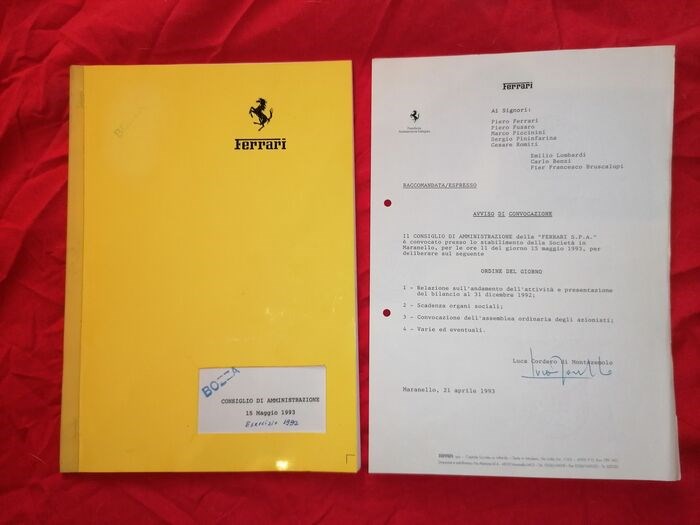 BOZZA
Ferrari
BOZZA
CONSIGLIO DI AMMINISTRAZIONE
15 Maggio 1993
Esercizio 1992
Ferrari
Ai Signori:
Piero Ferrari
Piero Fusaro
Marco Piccinini
Sergio Pininfarina
Cesare Romiti
Emilio Lombardi
Carlo Benzi
Pier Francesco Bruscalupi
RACCOMANDATA/ESPRESSO
AVVISO DI CONVOCAZIONE
Il CONSIGLIO DI AMMINISTRAZIONE della "FERRARI S.P.A."
è convocato presso lo stabilimento della Società in
Maranello, per le ore 11 del giorno 15 maggio 1993, per
deliberare sul seguente
ORDINE DEL GIORNO
1 - Relazione sull'andamento dell'attività e presentazione
del bilancio al 31 dicembre 1992;
2 - Scadenza organi sociali;
3 - Convocazione dell'assemblea ordinaria degli azionisti;
4 - Varie ed eventuali.
Luca Cordero di Montezemolo
Maranello, 21 aprile 1993
FERRARI